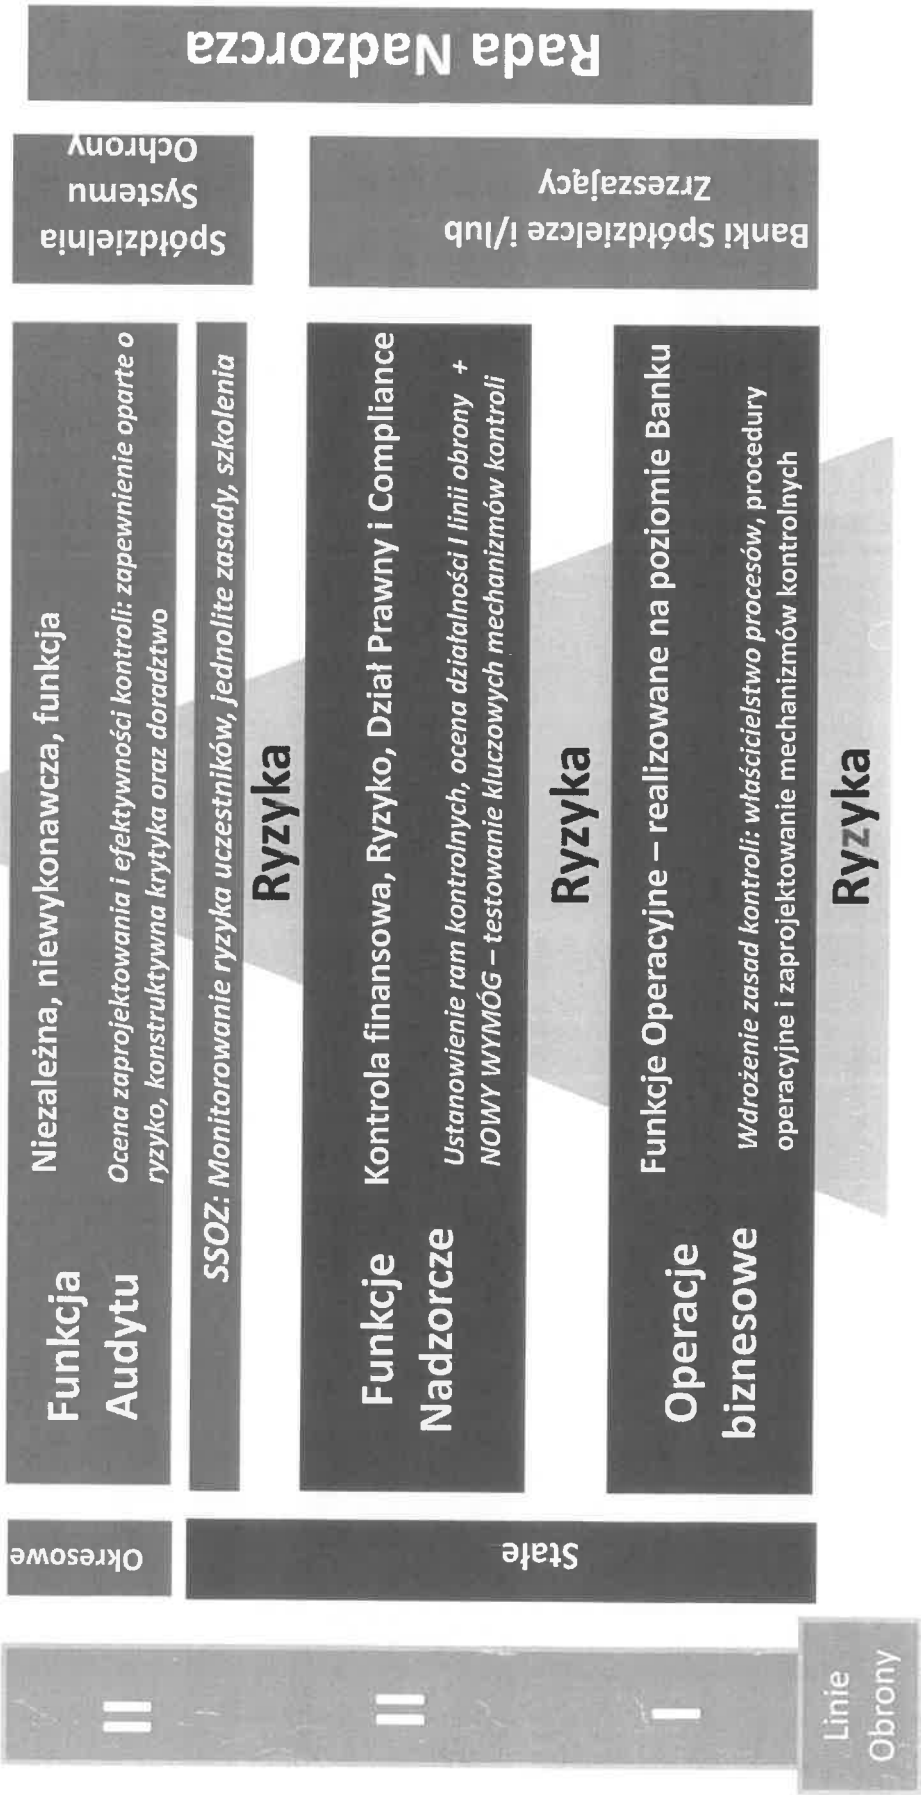 II
Okresowe
Funkcja
Audytu
Niezależna, niewykonawcza, funkcja
Ocena zaprojektowania i efektywności kontroli: zapewnienie oparte o
ryzyko, konstruktywna krytyka oraz doradztwo
Spółdzielnia
Systemu
Ochrony
SSOZ: Monitorowanie ryzyka uczestników, jednolite zasady, szkolenia
Ryzyka
II
Stałe
Funkcje
Nadzorcze
Kontrola finansowa, Ryzyko, Dział Prawny i Compliance
Ustanowienie ram kontrolnych, ocena działalności I linii obrony +
NOWY WYMÓG – testowanie kluczowych mechanizmów kontroli
Banki Spółdzielcze i/lub
Zrzeszający
Ryzyka
I
Operacje
biznesowe
Funkcje Operacyjne – realizowane na poziomie Banku
Wdrożenie zasad kontroli: właścicielstwo procesów, procedury
operacyjne i zaprojektowanie mechanizmów kontrolnych
Ryzyka
Linie
Obrony
Rada Nadzorcza